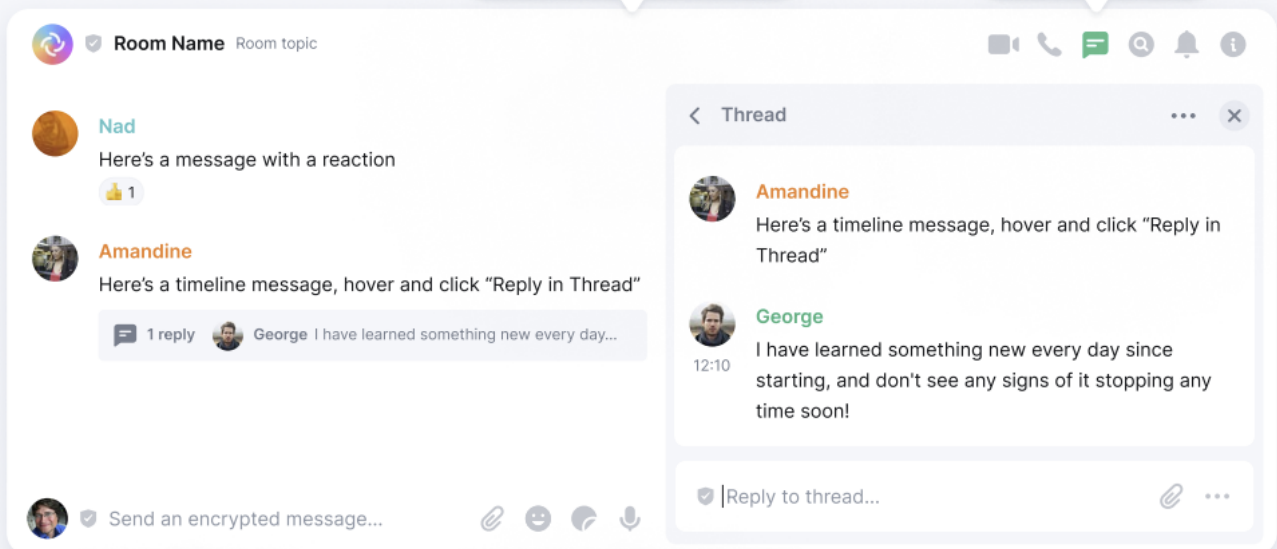 Room Name Room topic
Nad
Here’s a message with a reaction
👍 1
Amandine
Here’s a timeline message, hover and click “Reply in Thread”
1 reply George I have learned something new every day...
Send an encrypted message...
Thread
Amandine
Here’s a timeline message, hover and click “Reply in
Thread”
George
12:10
I have learned something new every day since
starting, and don't see any signs of it stopping any
time soon!
Reply to thread...